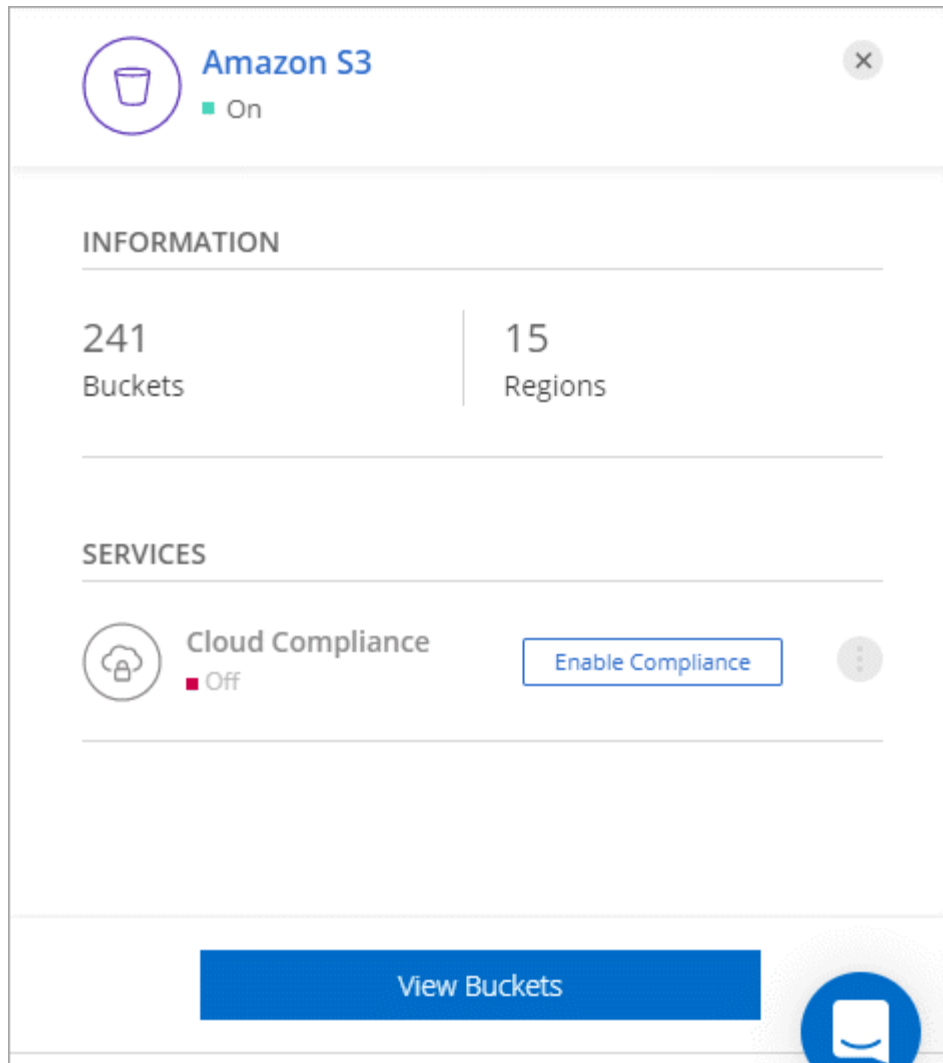 Amazon S3
On
INFORMATION
241
Buckets
15
Regions
SERVICES
Cloud Compliance
Off
Enable Compliance
View Buckets